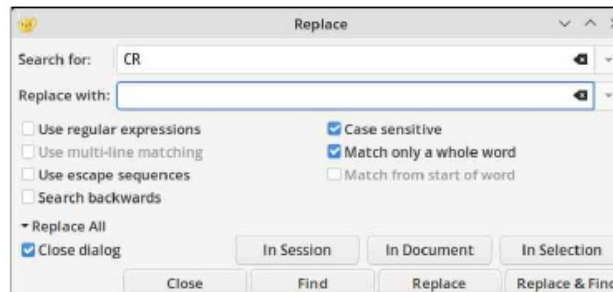 Replace
Search for: CR
Replace with:
Use regular expressions Case sensitive
Use multi-line matching Match only a whole word
Use escape sequences Match from start of word
Search backwards
Replace All
Close dialog In Session In Document In Selection
Close Find Replace Replace & Find